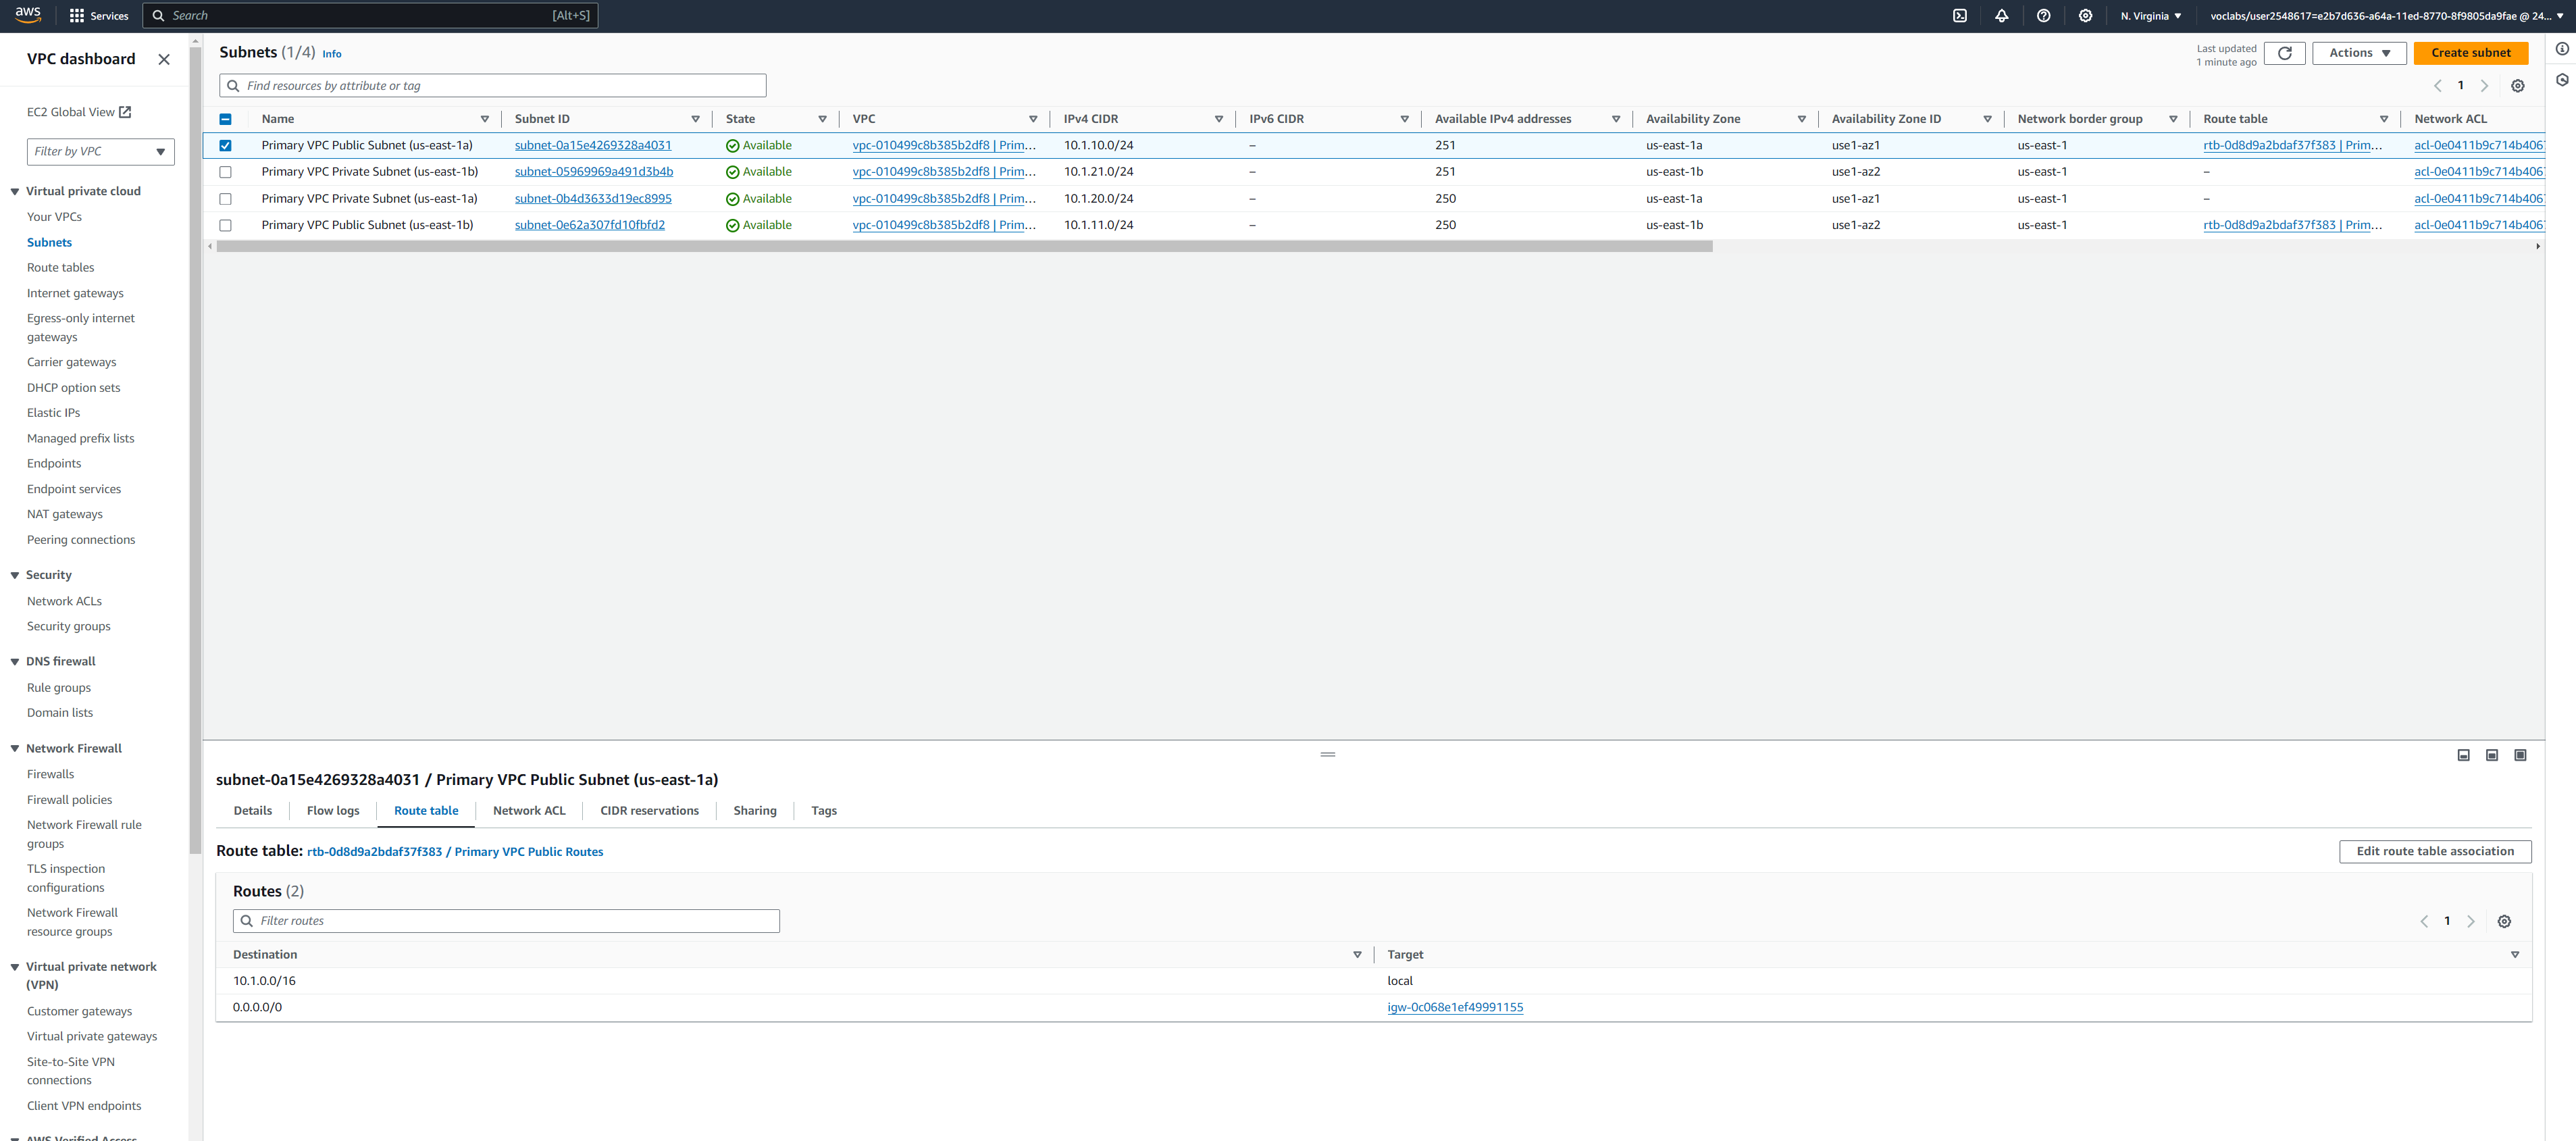 aws
Services
Search
[Alt+S]
N. Virginia
voclabs/user2548617=e2b7d636-a64a-11ed-8770-8f9805da9fae @ 24...
VPC dashboard
EC2 Global View
Filter by VPC
Virtual private cloud
Your VPCs
Subnets
Route tables
Internet gateways
Egress-only internet
gateways
Carrier gateways
DHCP option sets
Elastic IPs
Managed prefix lists
Endpoints
Endpoint services
NAT gateways
Peering connections
Security
Network ACLs
Security groups
DNS firewall
Rule groups
Domain lists
Network Firewall
Firewalls
Firewall policies
Network Firewall rule
groups
TLS inspection
configurations
Network Firewall
resource groups
Virtual private network
(VPN)
Customer gateways
Virtual private gateways
Site-to-Site VPN
connections
Client VPN endpoints
AWS Verified Access
Subnets (1/4) Info
Last updated
1 minute ago
Actions
Create subnet
Find resources by attribute or tag
1
Name Subnet ID State VPC IPv4 CIDR IPv6 CIDR Available IPv4 addresses Availability Zone Availability Zone ID Network border group Route table Network ACL
Primary VPC Public Subnet (us-east-1a) subnet-0a15e4269328a4031 Available vpc-010499c8b385b2df8 | Prim... 10.1.10.0/24 – 251 us-east-1a use1-az1 us-east-1 rtb-0d8d9a2bdaf37f383 | Prim... acl-0e0411b9c714b406
Primary VPC Private Subnet (us-east-1b) subnet-05969969a491d3b4b Available vpc-010499c8b385b2df8 | Prim... 10.1.21.0/24 – 251 us-east-1b use1-az2 us-east-1 – acl-0e0411b9c714b406
Primary VPC Private Subnet (us-east-1a) subnet-0b4d3633d19ec8995 Available vpc-010499c8b385b2df8 | Prim... 10.1.20.0/24 – 250 us-east-1a use1-az1 us-east-1 – acl-0e0411b9c714b406
Primary VPC Public Subnet (us-east-1b) subnet-0e62a307fd10fbfd2 Available vpc-010499c8b385b2df8 | Prim... 10.1.11.0/24 – 250 us-east-1b use1-az2 us-east-1 rtb-0d8d9a2bdaf37f383 | Prim... acl-0e0411b9c714b406
subnet-0a15e4269328a4031 / Primary VPC Public Subnet (us-east-1a)
Details Flow logs Route table Network ACL CIDR reservations Sharing Tags
Route table: rtb-0d8d9a2bdaf37f383 / Primary VPC Public Routes
Edit route table association
Routes (2)
Filter routes
1
Destination Target
10.1.0.0/16 local
0.0.0.0/0 igw-0c068e1ef49991155